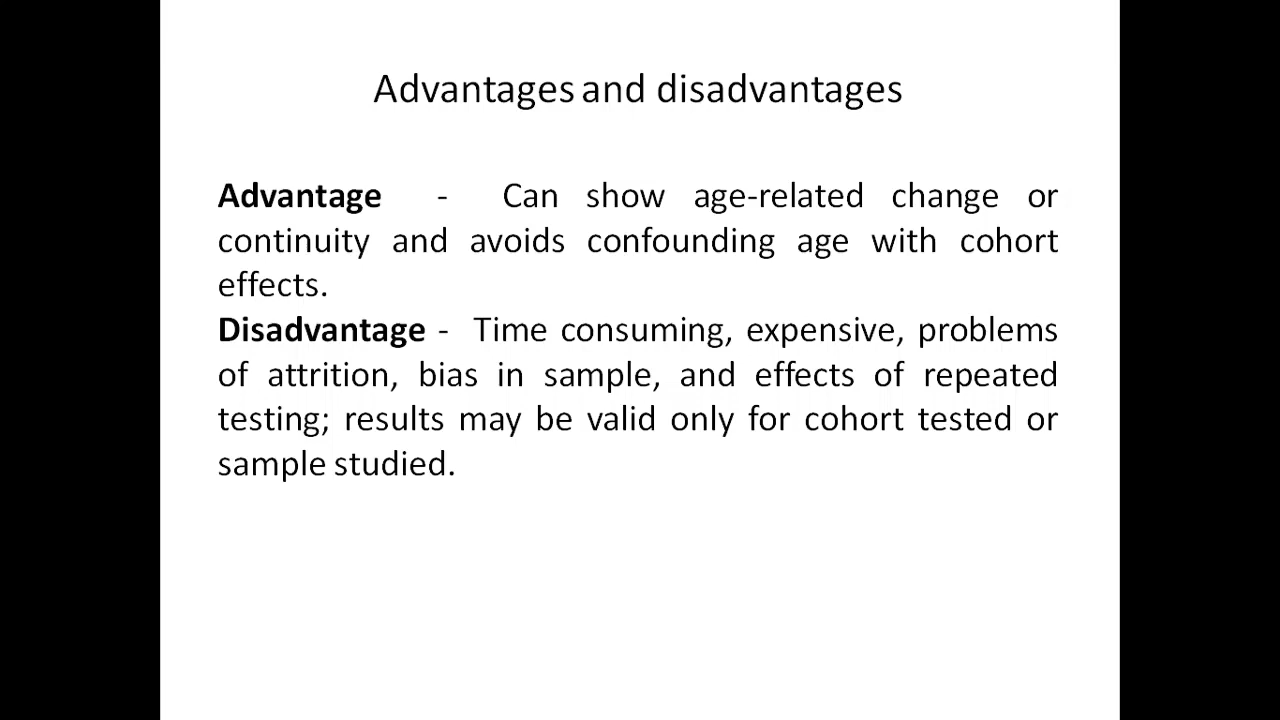 Advantages and disadvantages
Advantage - Can show age-related change or
continuity and avoids confounding age with cohort
effects.
Disadvantage - Time consuming, expensive, problems
of attrition, bias in sample, and effects of repeated
testing; results may be valid only for cohort tested or
sample studied.